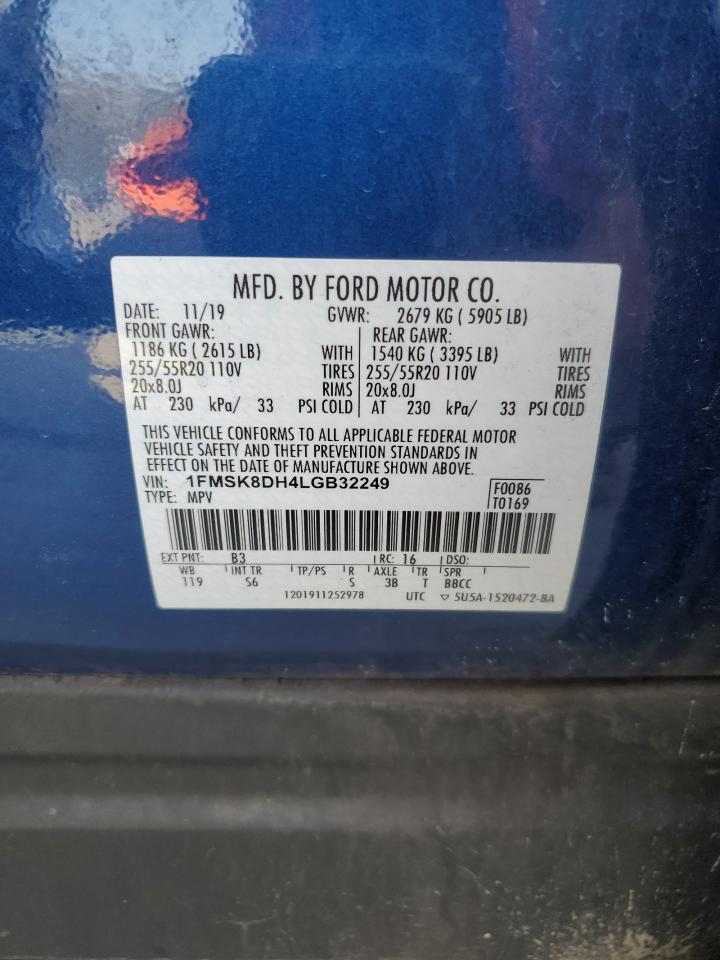 MFD. BY FORD MOTOR CO.
DATE: 11/19 GVWR: 2679 KG ( 5905 LB)
FRONT GAWR: REAR GAWR:
1186 KG ( 2615 LB) WITH 1540 KG ( 3395 LB) WITH
255/55R20 110V TIRES 255/55R20 110V TIRES
20x8.0J RIMS 20x8.0J RIMS
AT 230 kPa/ 33 PSI COLD AT 230 kPa/ 33 PSI COLD
THIS VEHICLE CONFORMS TO ALL APPLICABLE FEDERAL MOTOR
VEHICLE SAFETY AND THEFT PREVENTION STANDARDS IN
EFFECT ON THE DATE OF MANUFACTURE SHOWN ABOVE.
VIN: 1FMSK8DH4LGB32249
TYPE: MPV
F0086
T0169
EXT PNT: B3 RC: 16 DSO:
WB INT TR TP/PS R AXLE TR SPR
119 S6 S 3B T BBCC
1201911252978 UTC ▽ 5U5A-1520472-BA